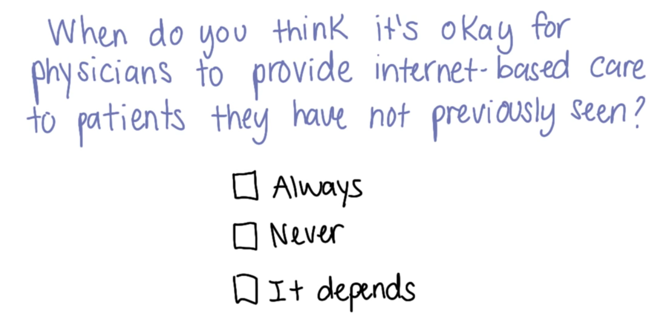 When do you think it's okay for
physicians to provide internet-based care
to patients they have not previously seen?
Always
Never
It depends